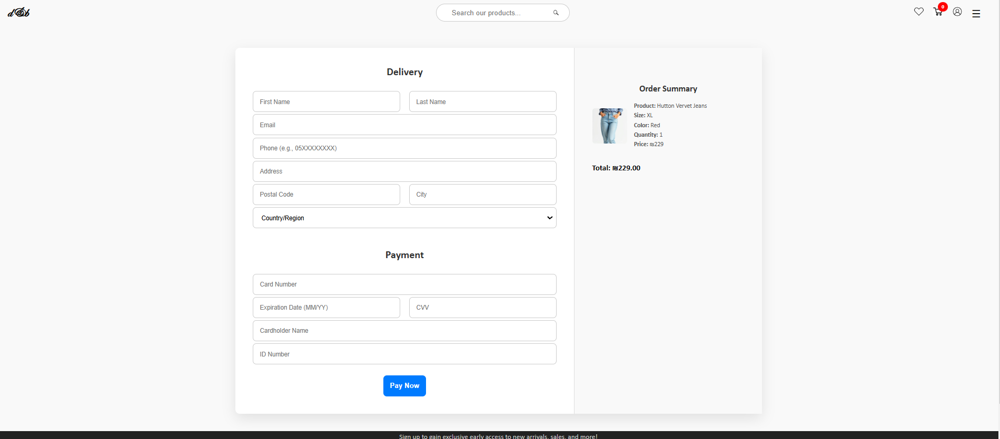 d&b
Search our products...
0
Delivery
First Name
Last Name
Email
Phone (e.g., 05XXXXXXXX)
Address
Postal Code
City
Country/Region
Payment
Card Number
Expiration Date (MM/YY)
CVV
Cardholder Name
ID Number
Pay Now
Order Summary
Product: Hutton Vervet Jeans
Size: XL
Color: Red
Quantity: 1
Price: ₪229
Total: ₪229.00
Sign up to gain exclusive early access to new arrivals, sales, and more!